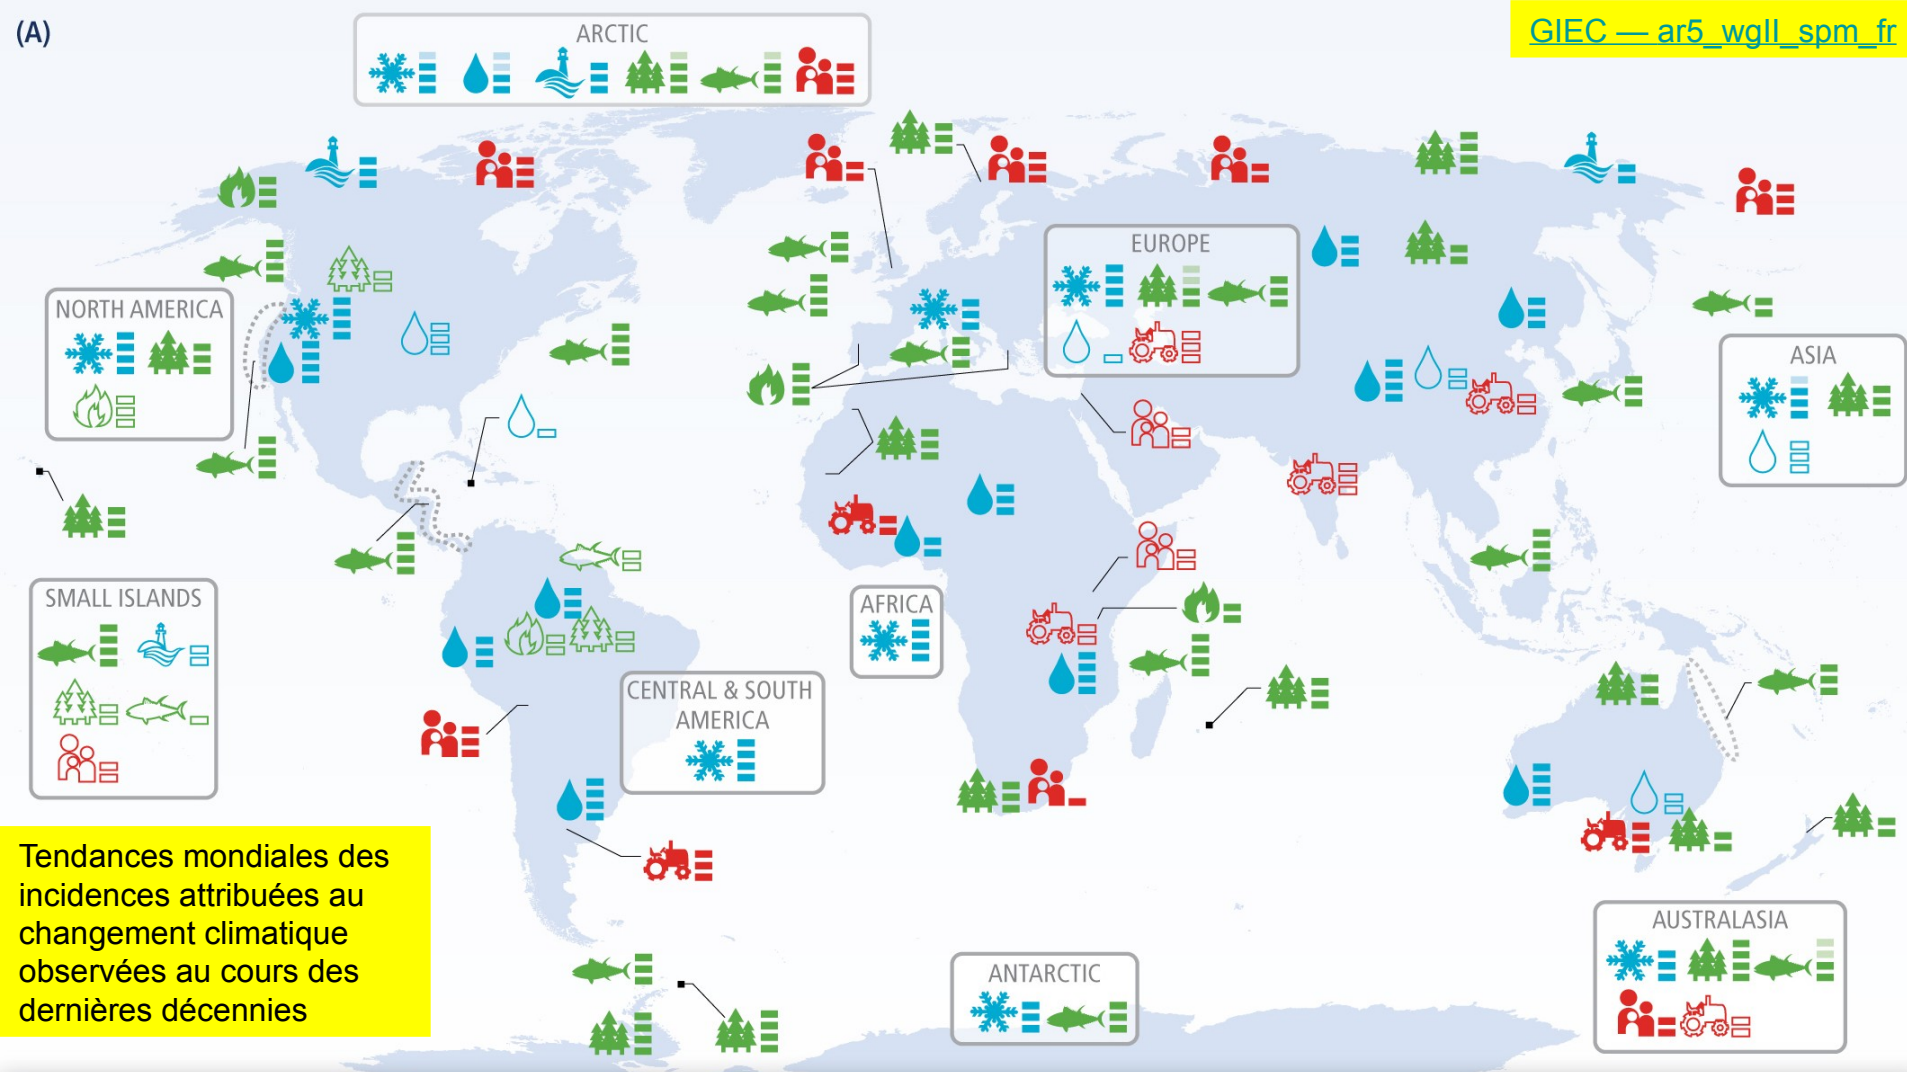 (A)
ARCTIC
GIEC — ar5_wgII_spm_fr
EUROPE
NORTH AMERICA
ASIA
SMALL ISLANDS
AFRICA
CENTRAL & SOUTH
AMERICA
Tendances mondiales des
incidences attribuées au
changement climatique
observées au cours des
dernières décennies
ANTARCTIC
AUSTRALASIA